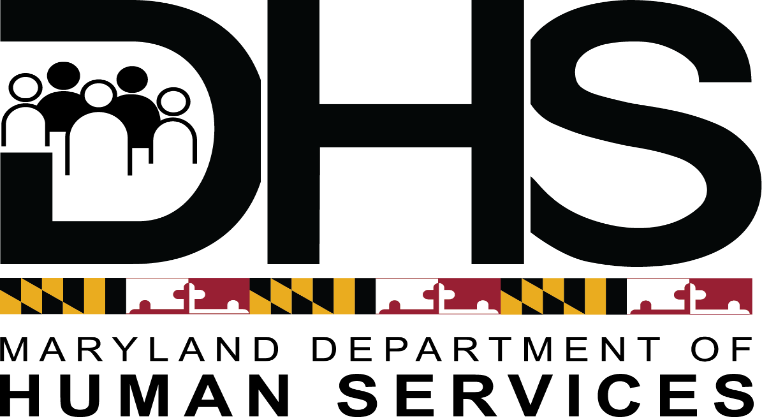 DHS
MARYLAND DEPARTMENT OF
HUMAN SERVICES